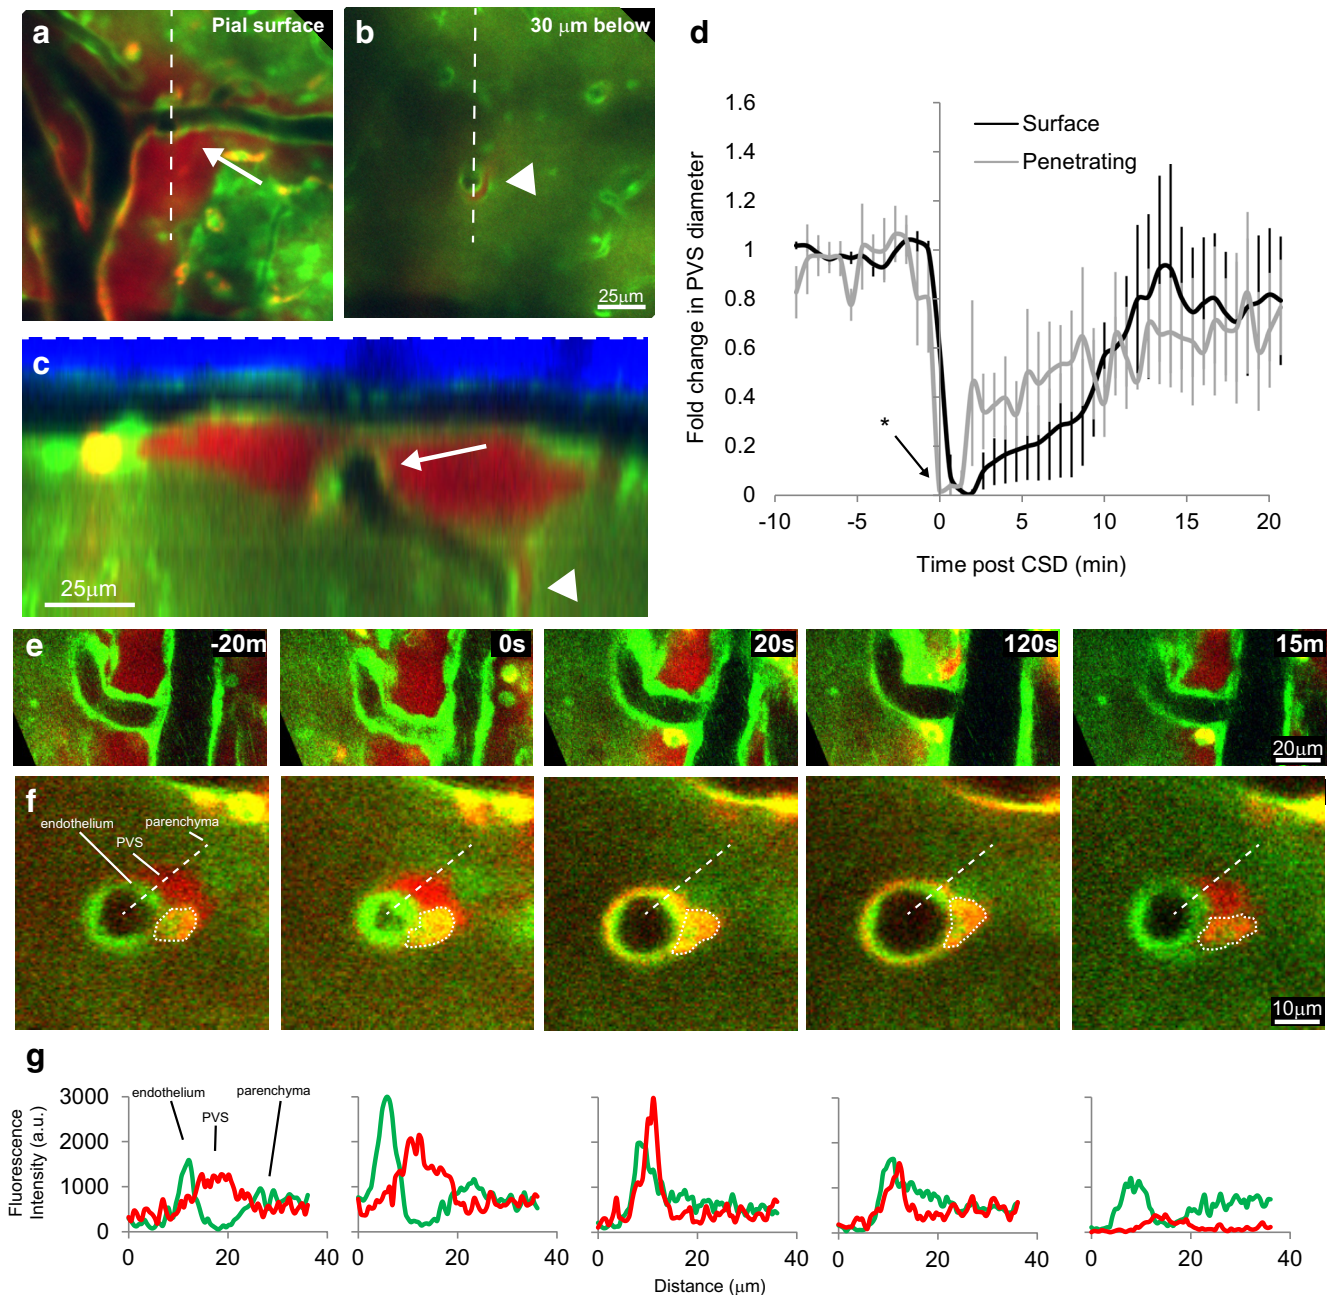 a
Pial surface
b
30 μm below
25μm
c
25μm
d
Fold change in PVS diameter
1.6
1.4
1.2
1
0.8
0.6
0.4
0.2
0
Surface
Penetrating
*
-10 -5 0 5 10 15 20
Time post CSD (min)
e
-20m
0s
20s
120s
15m
20μm
f
endothelium
PVS
parenchyma
10μm
g
Fluorescence
Intensity (a.u.)
3000
2000
1000
0
endothelium
PVS
parenchyma
0 20 40
0 20 40
0 20 40
0 20 40
0 20 40
Distance (μm)